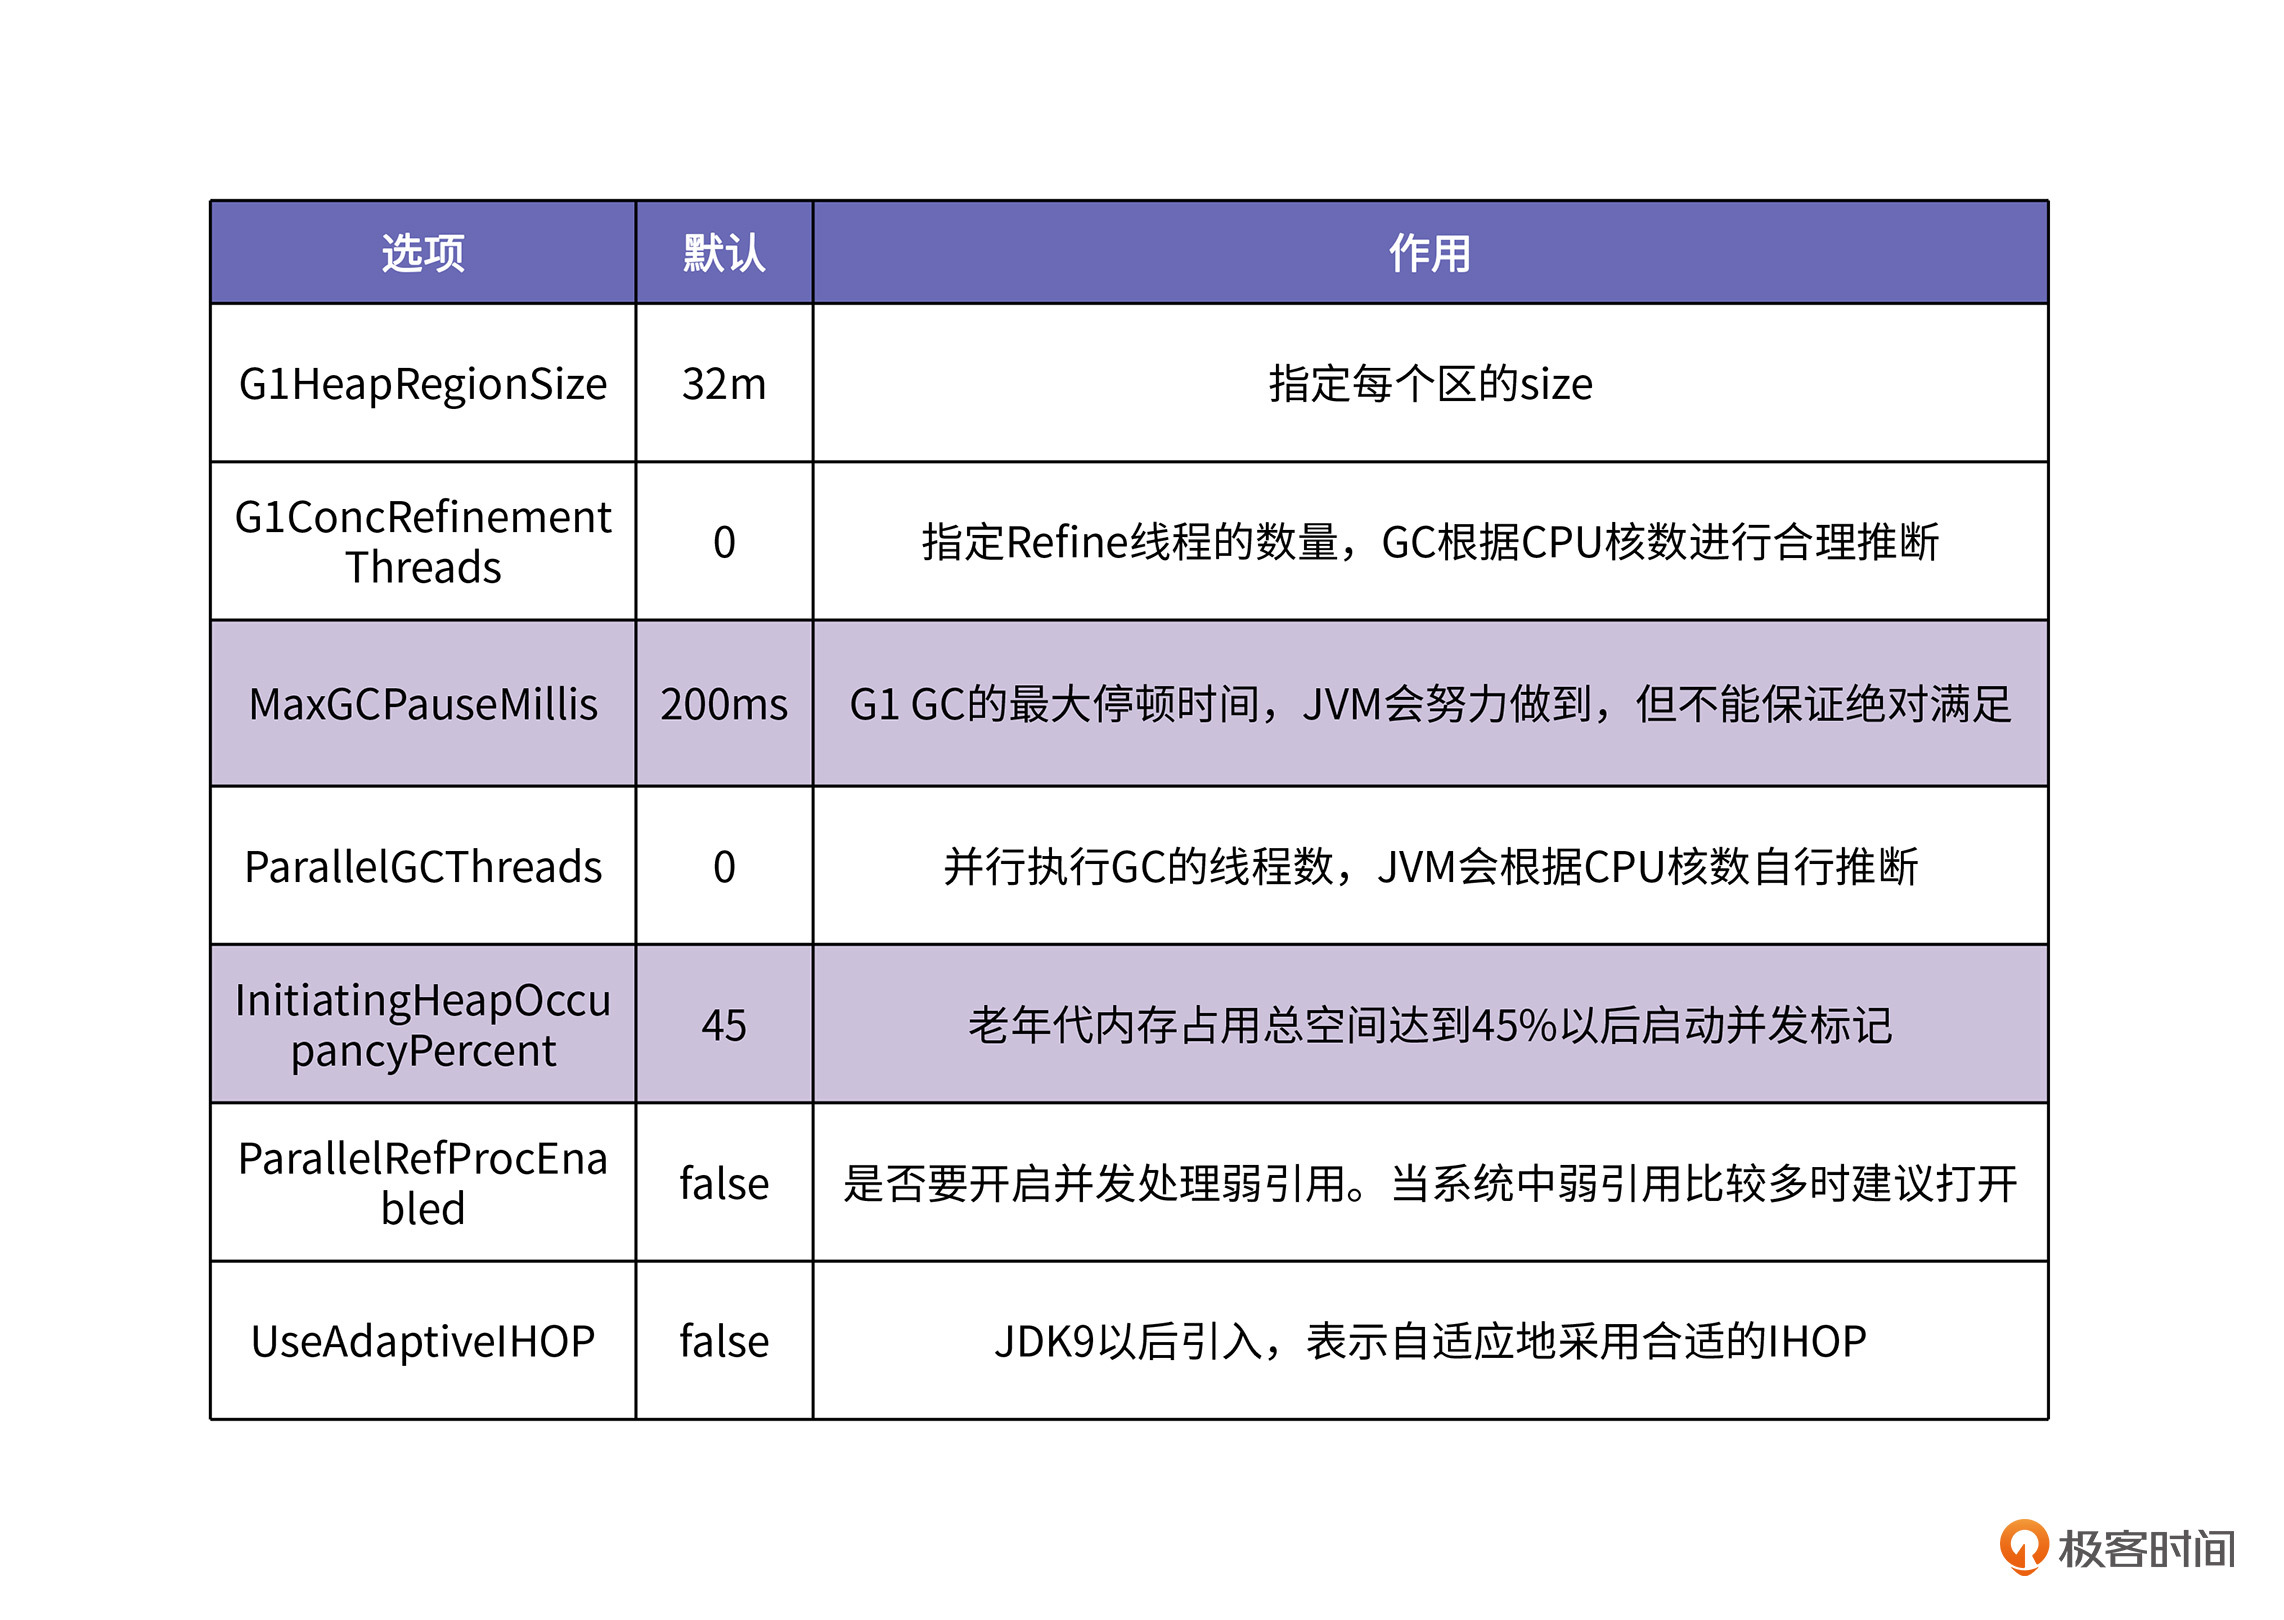 选项
默认
作用
G1HeapRegionSize
32m
指定每个区的size
G1ConcRefinement
Threads
0
指定Refine线程的数量，GC根据CPU核数进行合理推断
MaxGCPauseMillis
200ms
G1 GC的最大停顿时间，JVM会努力做到，但不能保证绝对满足
ParallelGCThreads
0
并行执行GC的线程数，JVM会根据CPU核数自行推断
InitiatingHeapOccu
pancyPercent
45
老年代内存占用总空间达到45%以后启动并发标记
ParallelRefProcEna
bled
false
是否要开启并发处理弱引用。当系统中弱引用比较多时建议打开
UseAdaptiveIHOP
false
JDK9以后引入，表示自适应地采用合适的IHOP
极客时间